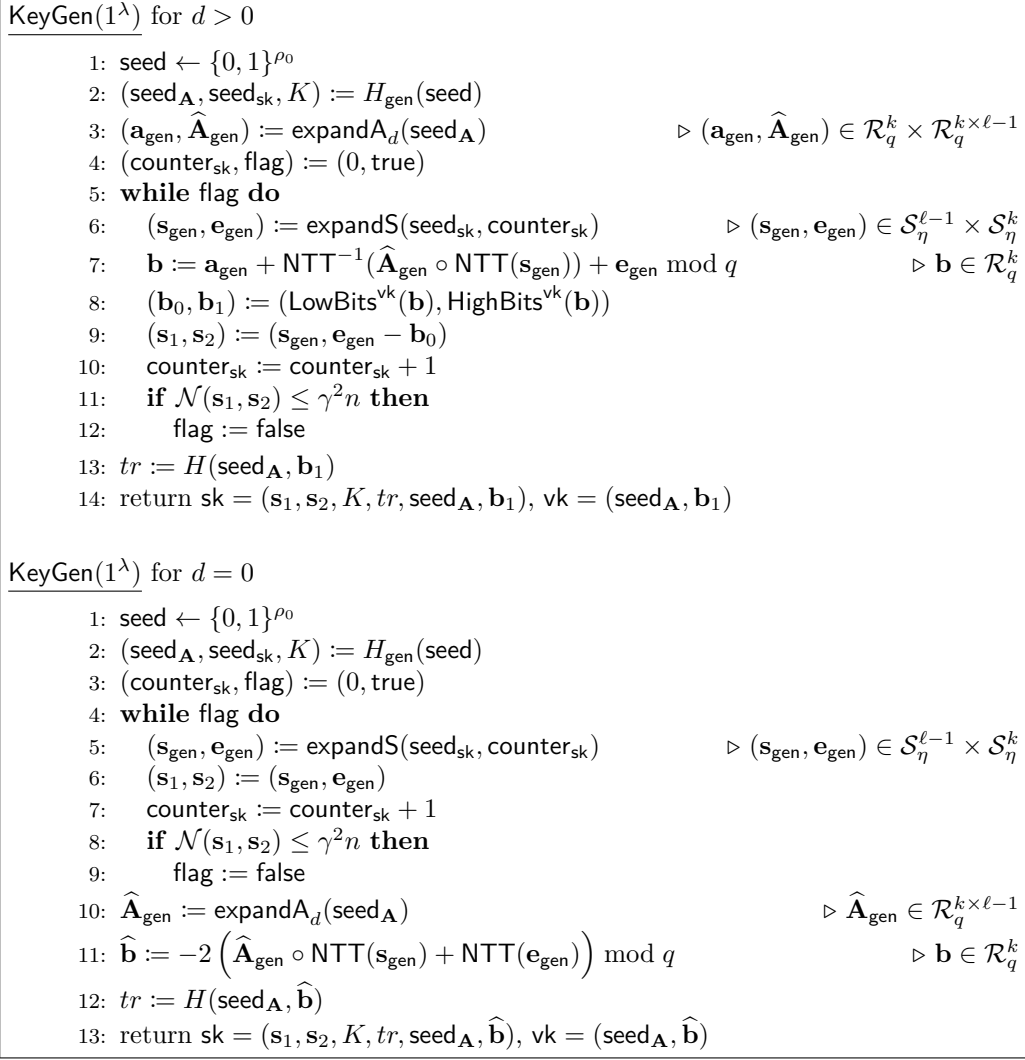 KeyGen(1^λ) for d > 0
1: seed ← {0, 1}^{ρ_0}
2: (seed_A, seed_sk, K) := H_gen(seed)
3: (a_gen, Â_gen) := expandA_d(seed_A) ▷ (a_gen, Â_gen) ∈ R_q^k × R_q^{k×ℓ−1}
4: (counter_sk, flag) := (0, true)
5: while flag do
6: (s_gen, e_gen) := expandS(seed_sk, counter_sk) ▷ (s_gen, e_gen) ∈ S_η^{ℓ−1} × S_η^k
7: b := a_gen + NTT^{−1}(Â_gen ∘ NTT(s_gen)) + e_gen mod q ▷ b ∈ R_q^k
8: (b_0, b_1) := (LowBits^vk(b), HighBits^vk(b))
9: (s_1, s_2) := (s_gen, e_gen − b_0)
10: counter_sk := counter_sk + 1
11: if N(s_1, s_2) ≤ γ^2 n then
12: flag := false
13: tr := H(seed_A, b_1)
14: return sk = (s_1, s_2, K, tr, seed_A, b_1), vk = (seed_A, b_1)
KeyGen(1^λ) for d = 0
1: seed ← {0, 1}^{ρ_0}
2: (seed_A, seed_sk, K) := H_gen(seed)
3: (counter_sk, flag) := (0, true)
4: while flag do
5: (s_gen, e_gen) := expandS(seed_sk, counter_sk) ▷ (s_gen, e_gen) ∈ S_η^{ℓ−1} × S_η^k
6: (s_1, s_2) := (s_gen, e_gen)
7: counter_sk := counter_sk + 1
8: if N(s_1, s_2) ≤ γ^2 n then
9: flag := false
10: Â_gen := expandA_d(seed_A) ▷ Â_gen ∈ R_q^{k×ℓ−1}
11: b̂ := −2 (Â_gen ∘ NTT(s_gen) + NTT(e_gen)) mod q ▷ b ∈ R_q^k
12: tr := H(seed_A, b̂)
13: return sk = (s_1, s_2, K, tr, seed_A, b̂), vk = (seed_A, b̂)